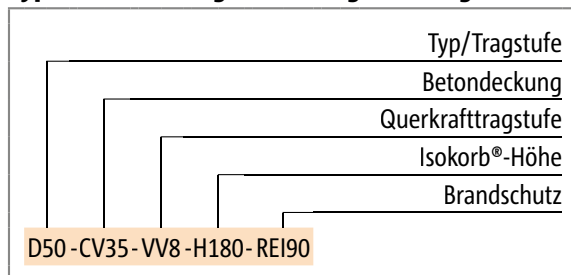 Typ/Tragstufe
Betondeckung
Querkrafttragstufe
Isokorb®-Höhe
Brandschutz
D50 -CV35- VV8 -H180- REI90